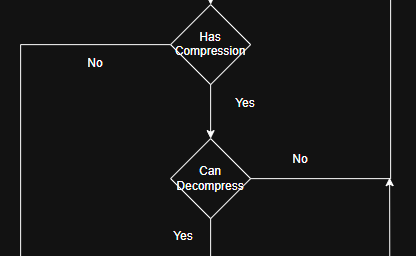 Has
Compression
No
Yes
Can
Decompress
No
Yes